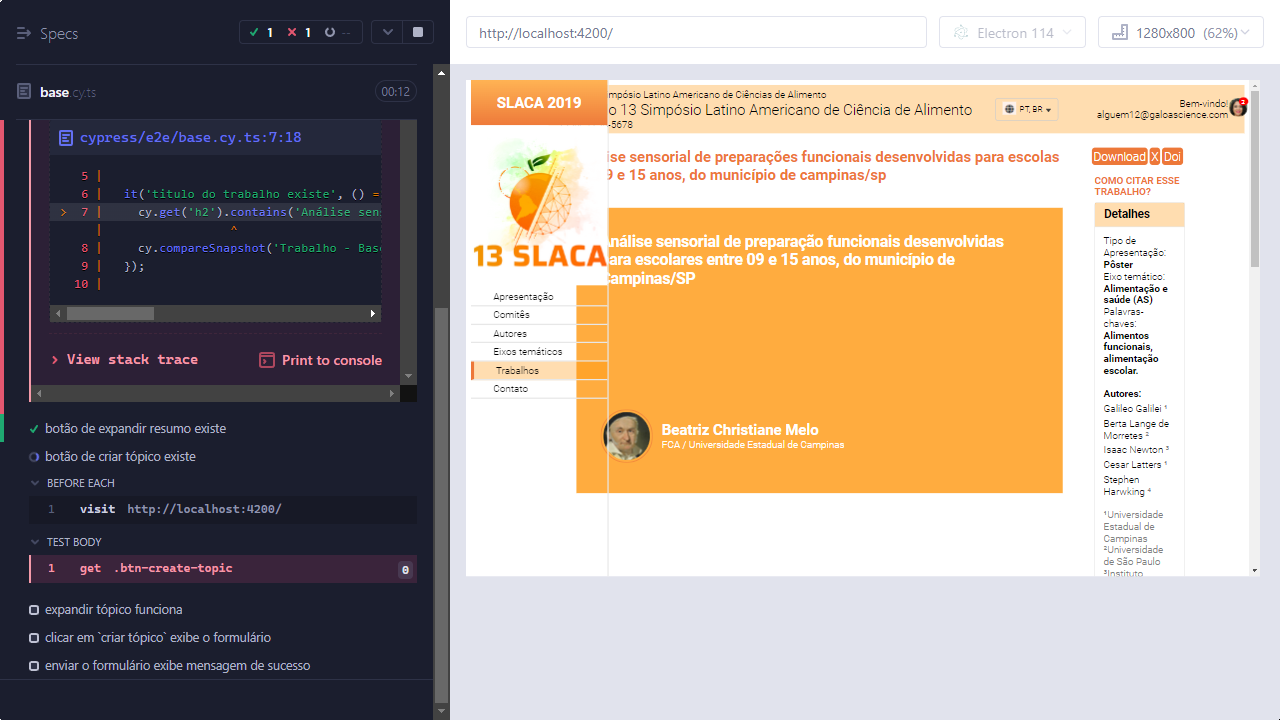 Specs
1
1
--
base.cy.ts
00:12
cypress/e2e/base.cy.ts:7:18
5 |
6 | it('titulo do trabalho existe', () =
> 7 | cy.get('h2').contains('Análise sens
| ^
8 | cy.compareSnapshot('Trabalho - Base
9 | });
10 |
View stack trace
Print to console
botão de expandir resumo existe
botão de criar tópico existe
BEFORE EACH
1 visit http://localhost:4200/
TEST BODY
1 get .btn-create-topic 0
expandir tópico funciona
clicar em `criar tópico` exibe o formulário
enviar o formulário exibe mensagem de sucesso
http://localhost:4200/
Electron 114
1280x800 (62%)
SLACA 2019
13 SLACA
Apresentação
Comitês
Autores
Eixos temáticos
Trabalhos
Contato
mpósio Latino Americano de Ciências de Alimento
o 13 Simpósio Latino Americano de Ciência de Alimento
-5678
PT, BR
Bem-vindo!
alguem12@galoascience.com
2
ise sensorial de preparações funcionais desenvolvidas para escolas
9 e 15 anos, do município de campinas/sp
Análise sensorial de preparação funcionais desenvolvidas
para escolares entre 09 e 15 anos, do município de
Campinas/SP
Beatriz Christiane Melo
FCA / Universidade Estadual de Campinas
Download X Doi
COMO CITAR ESSE
TRABALHO?
Detalhes
Tipo de
Apresentação:
Pôster
Eixo temático:
Alimentação e
saúde (AS)
Palavras-
chaves:
Alimentos
funcionais,
alimentação
escolar.
Autores:
Galileo Galilei ¹
Berta Lange de
Morretes ²
Isaac Newton ³
Cesar Latters ¹
Stephen
Harwking ⁴
¹Universidade
Estadual de
Campinas
²Universidade
de São Paulo
³Instituto